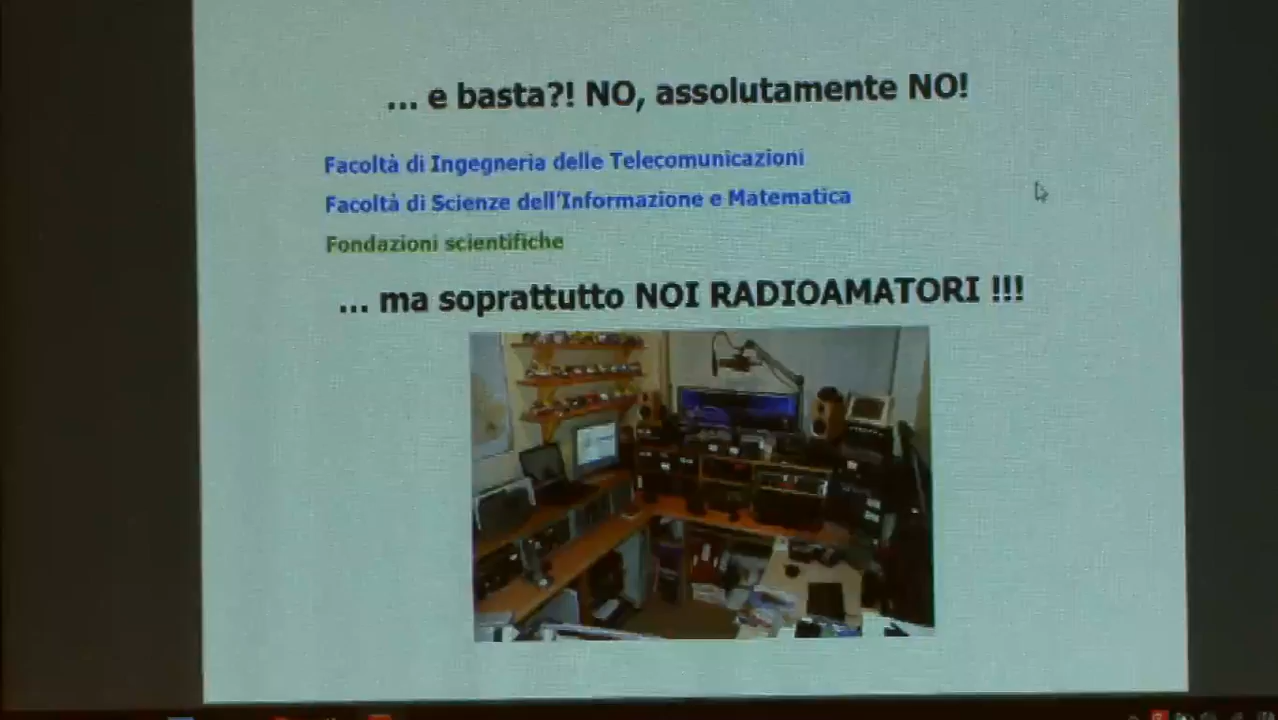 ... e basta?! NO, assolutamente NO!
Facoltà di Ingegneria delle Telecomunicazioni
Facoltà di Scienze dell'Informazione e Matematica
Fondazioni scientifiche
... ma soprattutto NOI RADIOAMATORI !!!